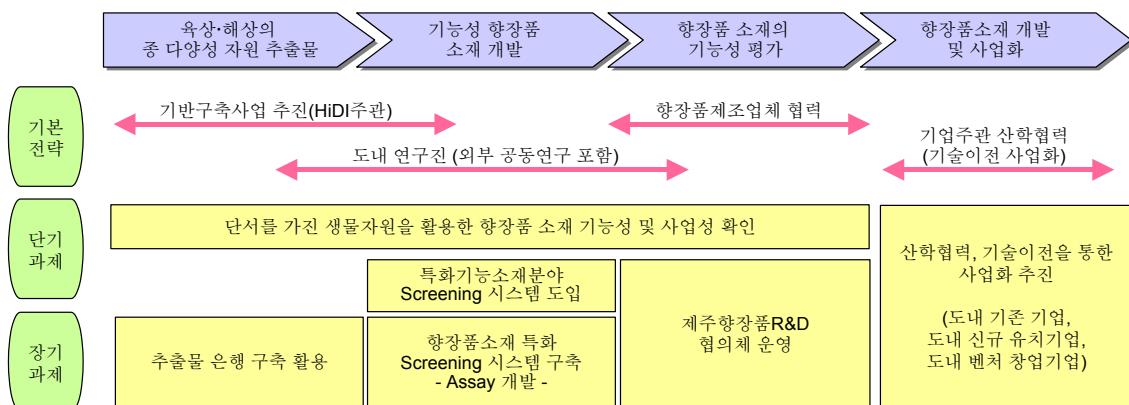 육상·해상의
종 다양성 자원 추출물
기능성 향장품
소재 개발
향장품 소재의
기능성 평가
향장품소재 개발
및 사업화
기본
전략
기반구축사업 추진(HiDI주관)
향장품제조업체 협력
도내 연구진 (외부 공동연구 포함)
기업주관 산학협력
(기술이전 사업화)
단기
과제
단서를 가진 생물자원을 활용한 향장품 소재 기능성 및 사업성 확인
특화기능소재분야
Screening 시스템 도입
산학협력, 기술이전을 통한
사업화 추진
(도내 기존 기업,
도내 신규 유치기업,
도내 벤처 창업기업)
제주향장품R&D
협의체 운영
장기
과제
추출물 은행 구축 활용
향장품소재 특화
Screening 시스템 구축
- Assay 개발 -